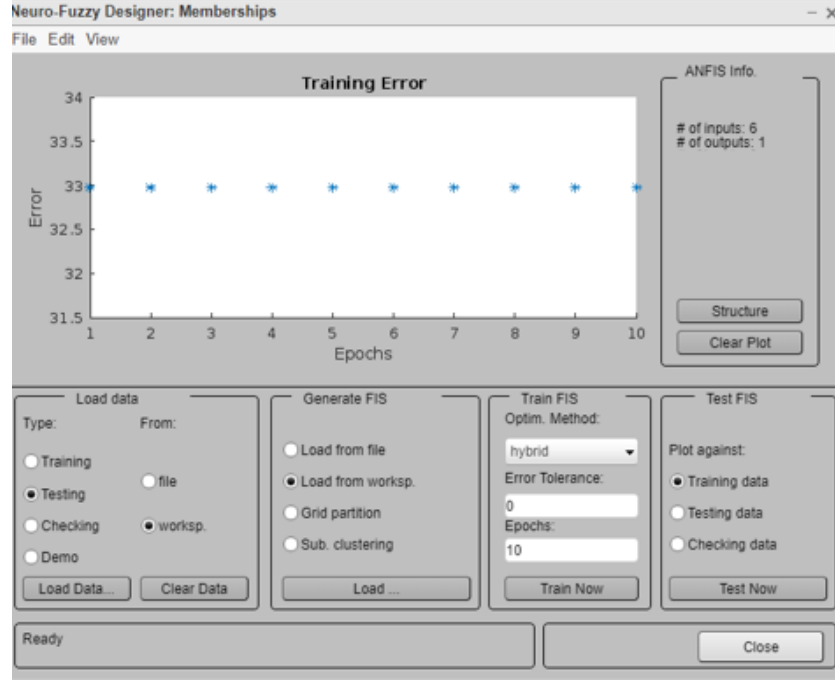 Neuro-Fuzzy Designer: Memberships
File Edit View
Training Error
34
33.5
33
32.5
32
31.5
Error
1 2 3 4 5 6 7 8 9 10
Epochs
ANFIS Info.
# of inputs: 6
# of outputs: 1
Structure
Clear Plot
Load data
Type: From:
Training
Testing
Checking
Demo
file
worksp.
Load Data... Clear Data
Generate FIS
Load from file
Load from worksp.
Grid partition
Sub. clustering
Load ...
Train FIS
Optim. Method:
hybrid
Error Tolerance:
0
Epochs:
10
Train Now
Test FIS
Plot against:
Training data
Testing data
Checking data
Test Now
Ready
Close